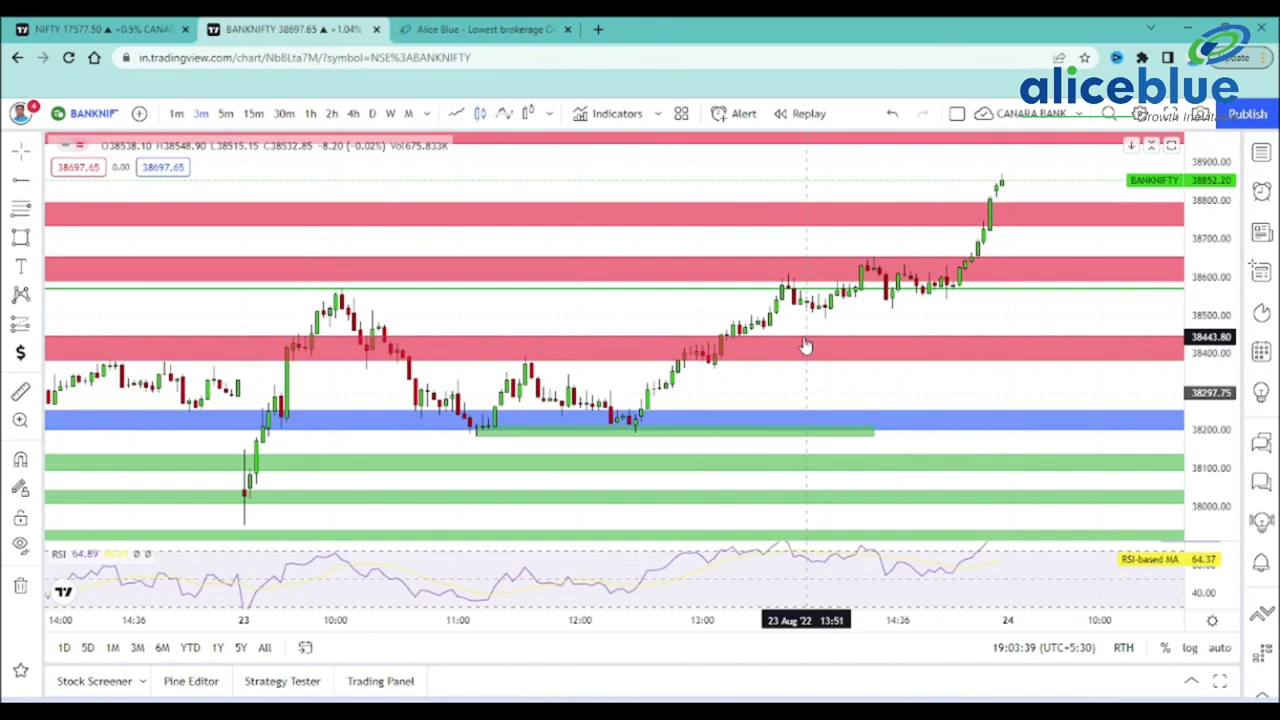 NIFTY 17577.50 ▲ +0.5% CANA
BANKNIFTY 38697.65 ▲ +1.04%
Alice Blue - Lowest brokerage
in.tradingview.com/chart/NbBLta7M/?symbol=NSE%3ABANKNIFTY
aliceblue
4
BANKNIF
1m 3m 5m 15m 30m 1h 2h 4h D W M
Indicators
Alert
Replay
CANARA BANK
Publish
O38538.10 H38548.90 L38515.15 C38532.85 -8.20 (-0.02%) Vol675.833K
38697.65 0.00 38697.65
38900.00
BANKNIFTY 38852.20
38800.00
38700.00
38600.00
38500.00
38443.80
38400.00
38297.75
38200.00
38100.00
38000.00
RSI 64.89
RSI-based MA 64.37
40.00
14:00 14:36 23 10:00 11:00 12:00 13:00 23 Aug '22 13:51 14:36 24 10:00
1D 5D 1M 3M 6M YTD 1Y 5Y All
19:03:39 (UTC+5:30) RTH % log auto
Stock Screener Pine Editor Strategy Tester Trading Panel